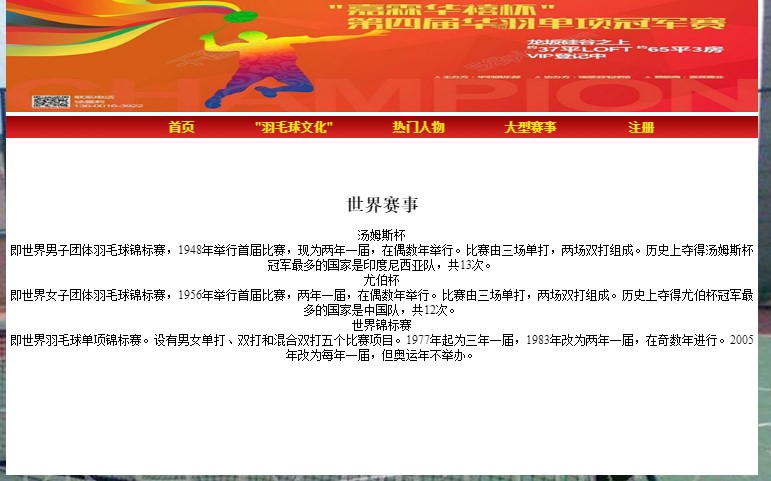 "嘉霖华禧杯"
第四届华羽单项冠军赛
龙城硅谷之上
约37平LOFT 约65平3房
VIP登记中
CHAMPION
首页 "羽毛球文化" 热门人物 大型赛事 注册
世界赛事
汤姆斯杯
即世界男子团体羽毛球锦标赛，1948年举行首届比赛，现为两年一届，在偶数年举行。比赛由三场单打，两场双打组成。历史上夺得汤姆斯杯
冠军最多的国家是印度尼西亚队，共13次。
尤伯杯
即世界女子团体羽毛球锦标赛，1956年举行首届比赛，两年一届，在偶数年举行。比赛由三场单打，两场双打组成。历史上夺得尤伯杯冠军最
多的国家是中国队，共12次。
世界锦标赛
即世界羽毛球单项锦标赛。设有男女单打、双打和混合双打五个比赛项目。1977年起为三年一届，1983年改为两年一届，在奇数年进行。2005
年改为每年一届，但奥运年不举办。